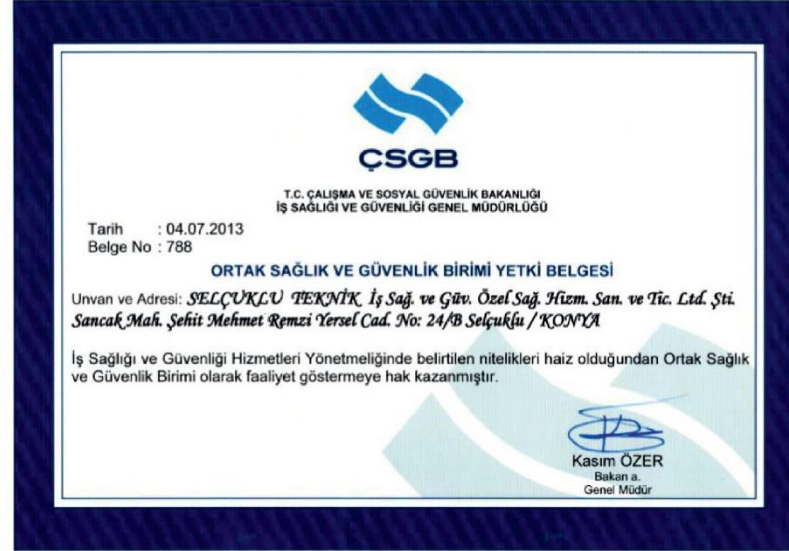 ÇSGB
T.C. ÇALIŞMA VE SOSYAL GÜVENLİK BAKANLIĞI
İŞ SAĞLIĞI VE GÜVENLİĞİ GENEL MÜDÜRLÜĞÜ
Tarih : 04.07.2013
Belge No : 788
ORTAK SAĞLIK VE GÜVENLİK BİRİMİ YETKİ BELGESİ
Unvan ve Adresi: SELÇUKLU TEKNİK İş Sağ. ve Güv. Özel Sağ. Hizm. San. ve Tic. Ltd. Şti.
Sancak Mah. Şehit Mehmet Remzi Yersel Cad. No: 24/B Selçuklu / KONYA
İş Sağlığı ve Güvenliği Hizmetleri Yönetmeliğinde belirtilen nitelikleri haiz olduğundan Ortak Sağlık
ve Güvenlik Birimi olarak faaliyet göstermeye hak kazanmıştır.
Kasım ÖZER
Bakan a.
Genel Müdür